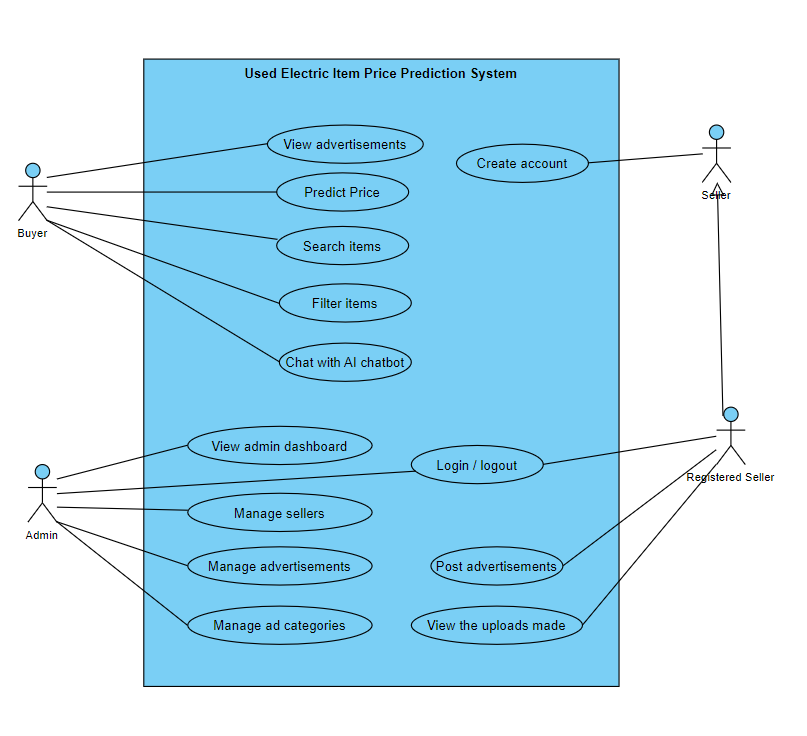 Used Electric Item Price Prediction System
View advertisements
Create account
Predict Price
Seller
Buyer
Search items
Filter items
Chat with AI chatbot
View admin dashboard
Login / logout
Registered Seller
Manage sellers
Admin
Manage advertisements
Post advertisements
Manage ad categories
View the uploads made